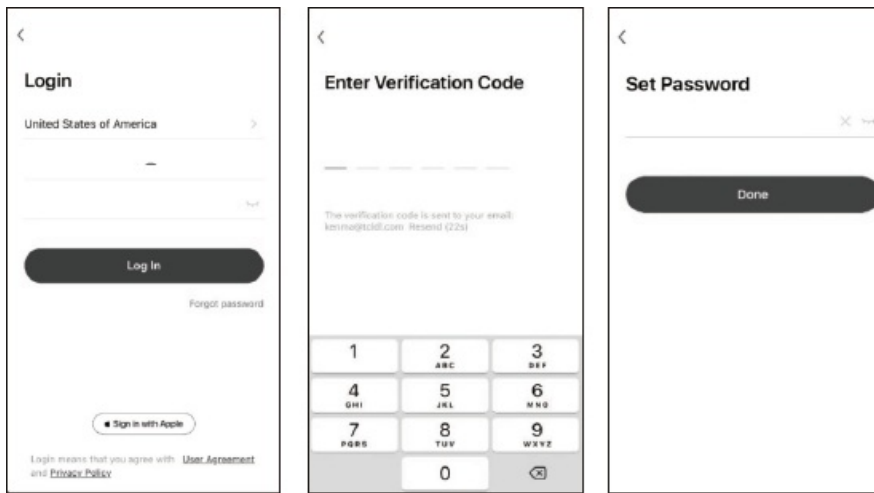 Login
United States of America
Log In
Forgot password
Sign in with Apple
Login means that you agree with User Agreement
and Privacy Policy
Enter Verification Code
The verification code is sent to your email:
Resend (22s)
1
2
ABC
3
DEF
4
GHI
5
JKL
6
MNO
7
PQRS
8
TUV
9
WXYZ
0
Set Password
Done